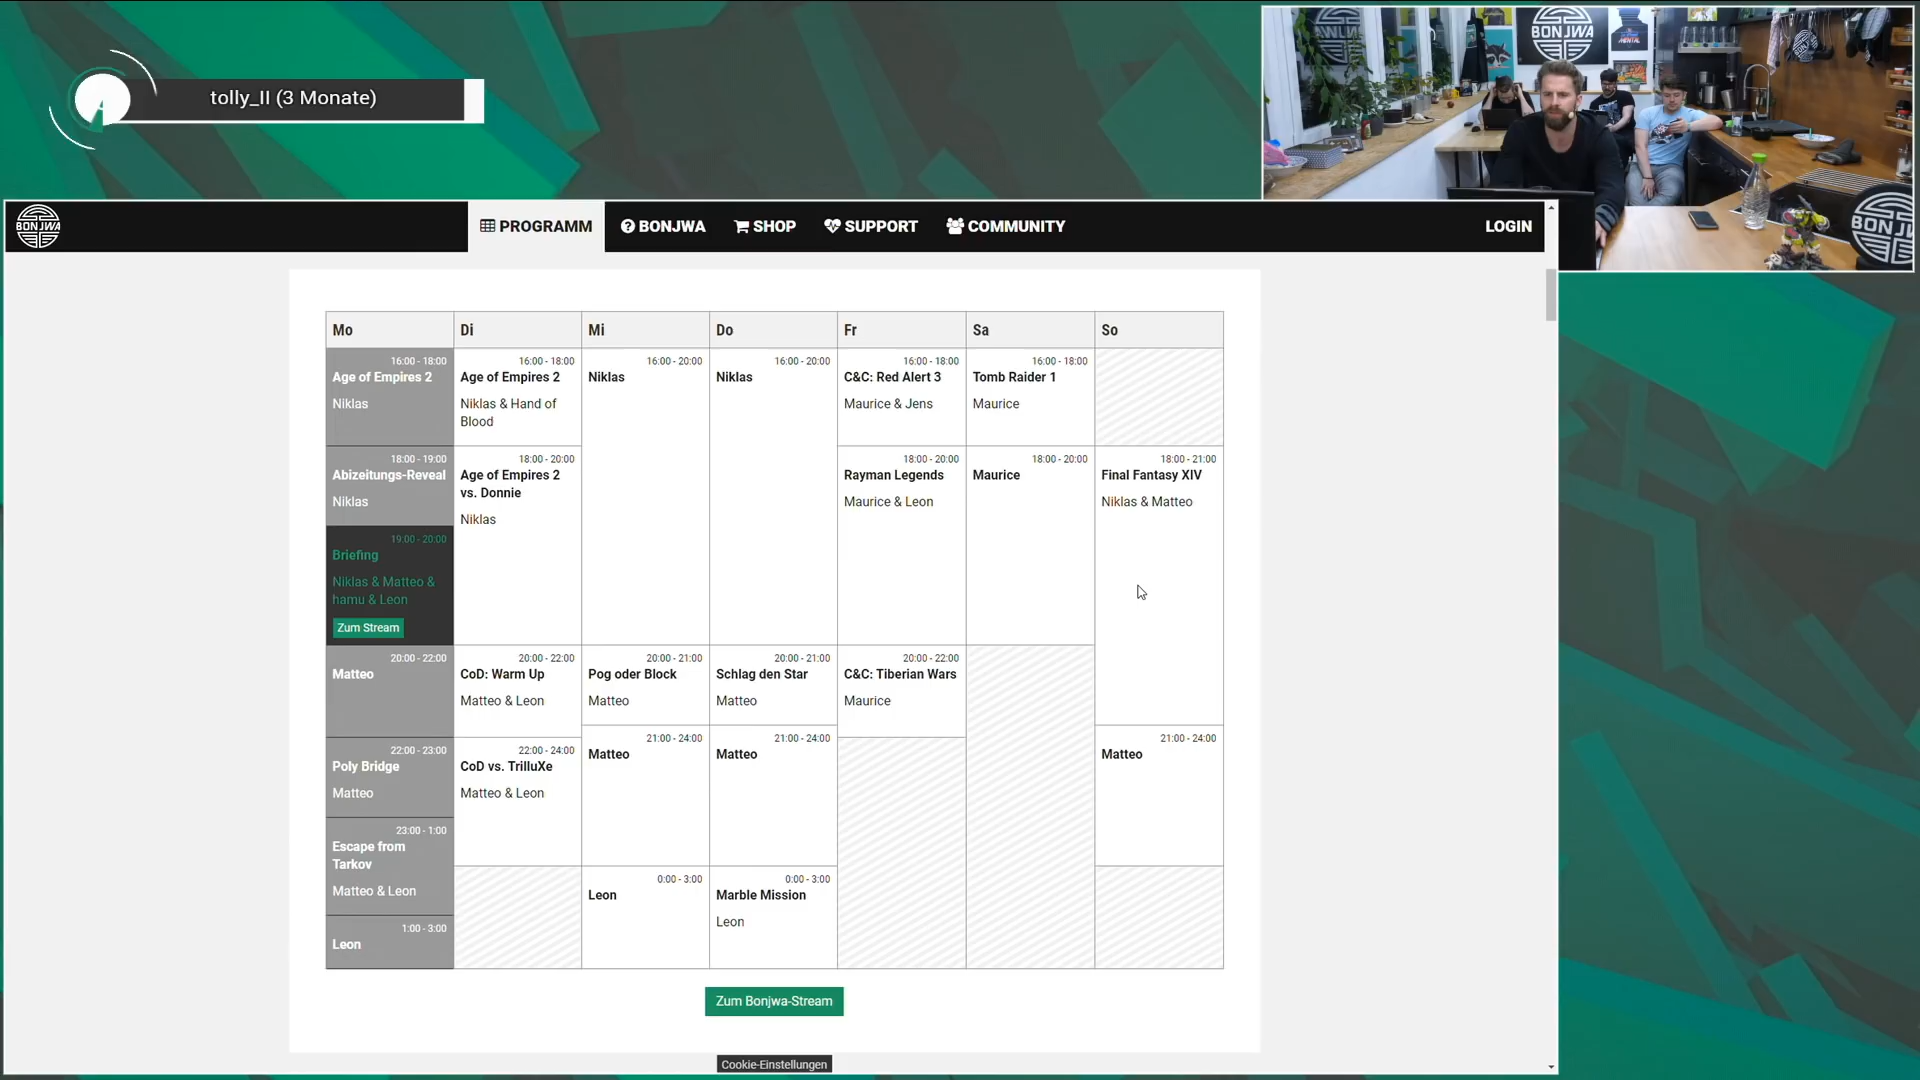 tolly_II (3 Monate)
BONJWA
BONJWA
PROGRAMM
BONJWA
SHOP
SUPPORT
COMMUNITY
LOGIN
Mo
Di
Mi
Do
Fr
Sa
So
16:00 - 18:00
Age of Empires 2
Niklas
18:00 - 19:00
Abizeitungs-Reveal
Niklas
19:00 - 20:00
Briefing
Niklas & Matteo &
hamu & Leon
Zum Stream
20:00 - 22:00
Matteo
22:00 - 23:00
Poly Bridge
Matteo
23:00 - 1:00
Escape from
Tarkov
Matteo & Leon
1:00 - 3:00
Leon
16:00 - 18:00
Age of Empires 2
Niklas & Hand of
Blood
18:00 - 20:00
Age of Empires 2
vs. Donnie
Niklas
20:00 - 22:00
CoD: Warm Up
Matteo & Leon
22:00 - 24:00
CoD vs. TrilluXe
Matteo & Leon
16:00 - 20:00
Niklas
20:00 - 21:00
Pog oder Block
Matteo
21:00 - 24:00
Matteo
0:00 - 3:00
Leon
16:00 - 20:00
Niklas
20:00 - 21:00
Schlag den Star
Matteo
21:00 - 24:00
Matteo
0:00 - 3:00
Marble Mission
Leon
16:00 - 18:00
C&C: Red Alert 3
Maurice & Jens
18:00 - 20:00
Rayman Legends
Maurice & Leon
20:00 - 22:00
C&C: Tiberian Wars
Maurice
16:00 - 18:00
Tomb Raider 1
Maurice
18:00 - 20:00
Maurice
18:00 - 21:00
Final Fantasy XIV
Niklas & Matteo
21:00 - 24:00
Matteo
Zum Bonjwa-Stream
Cookie-Einstellungen